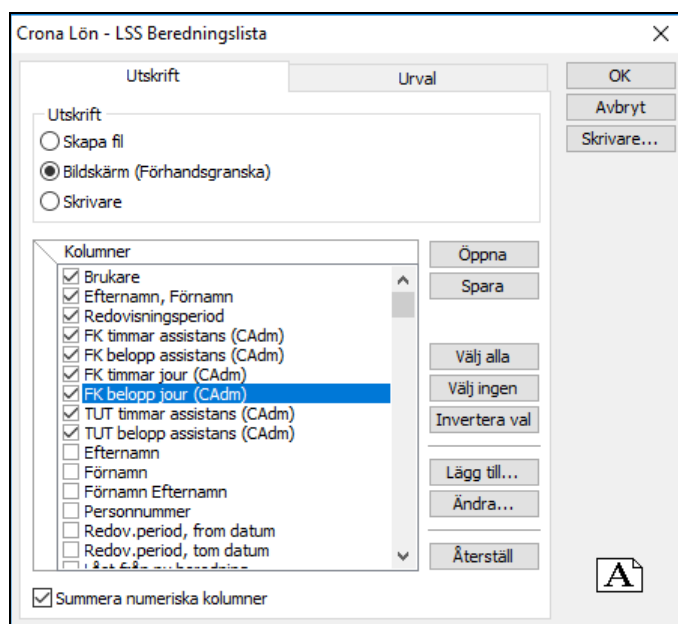 Crona Lön - LSS Beredningslista
Utskrift
Urval
OK
Avbryt
Skrivare...
Utskrift
Skapa fil
Bildskärm (Förhandsgranska)
Skrivare
Kolumner
Brukare
Efternamn, Förnamn
Redovisningsperiod
FK timmar assistans (CAdm)
FK belopp assistans (CAdm)
FK timmar jour (CAdm)
FK belopp jour (CAdm)
TUT timmar assistans (CAdm)
TUT belopp assistans (CAdm)
Efternamn
Förnamn
Förnamn Efternamn
Personnummer
Redov.period, from datum
Redov.period, tom datum
Öppna
Spara
Välj alla
Välj ingen
Invertera val
Lägg till...
Ändra...
Återställ
Summera numeriska kolumner
A